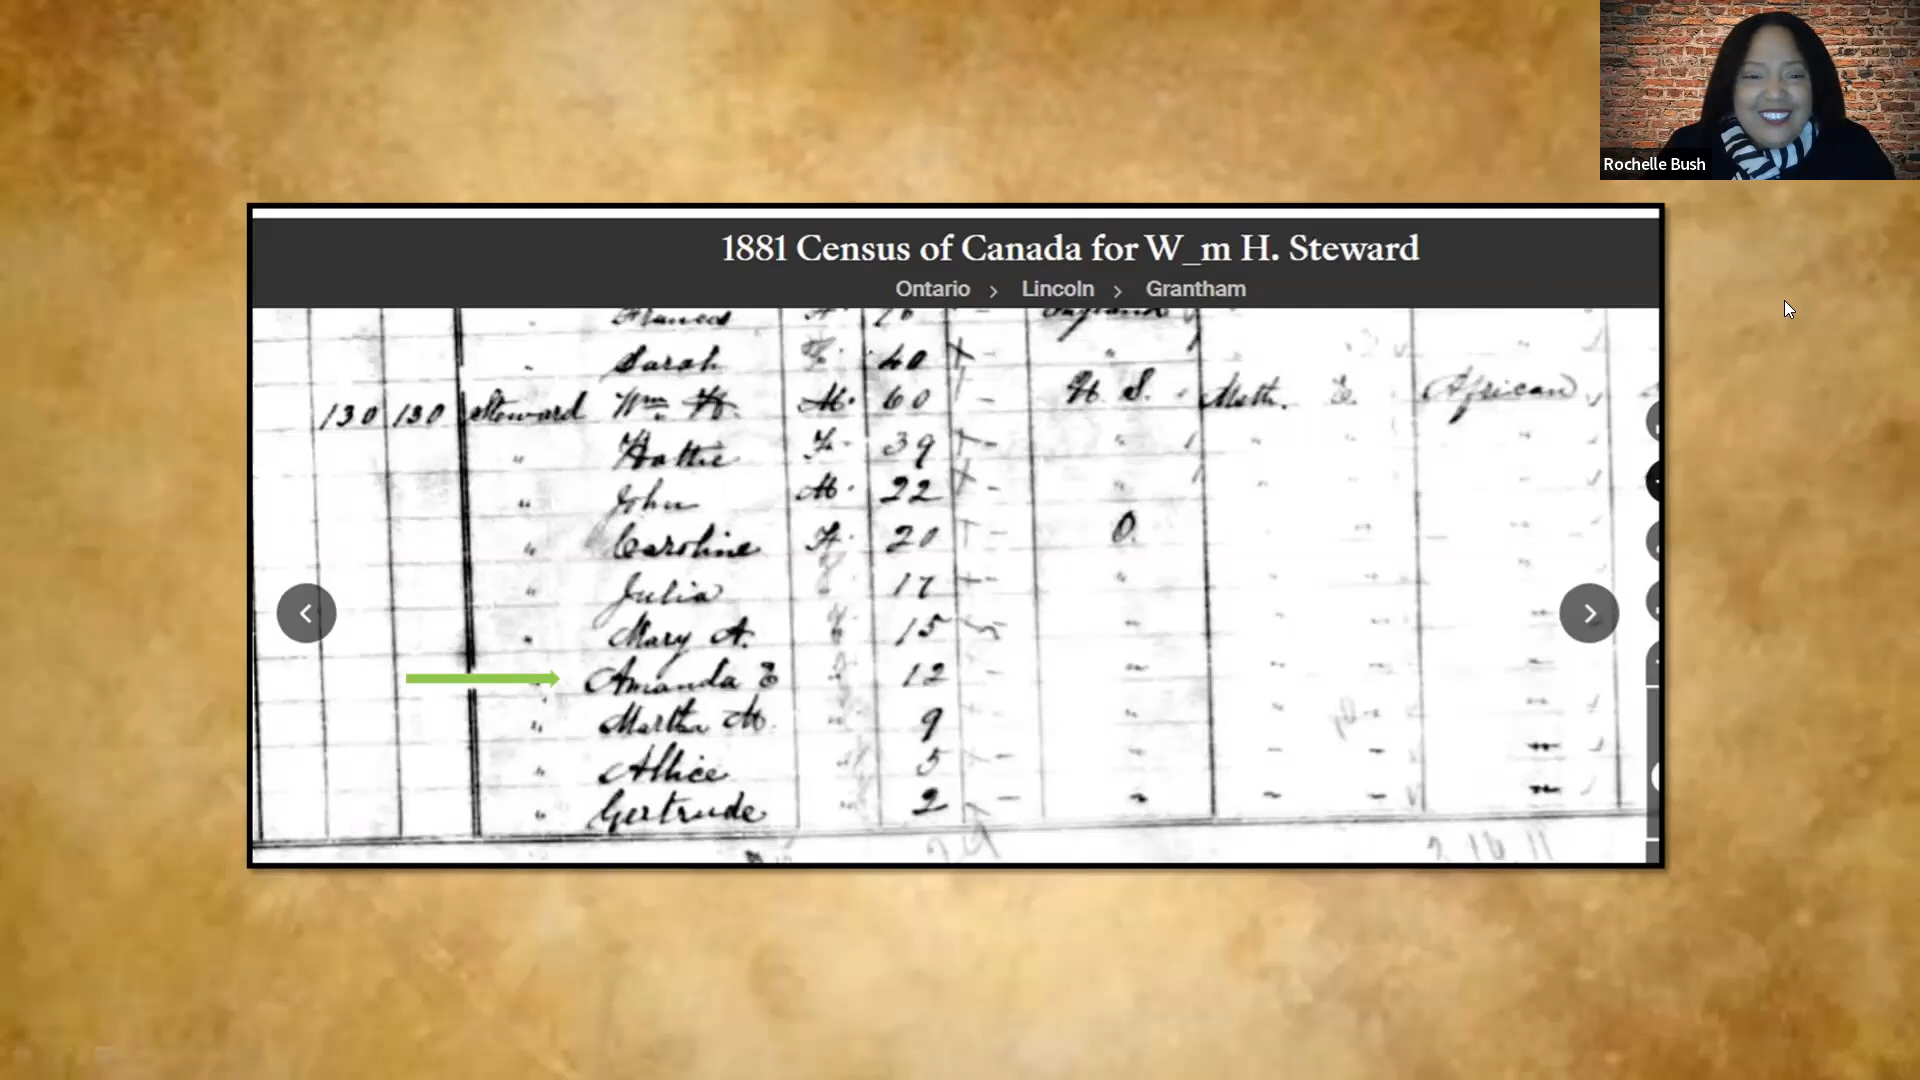 Rochelle Bush
1881 Census of Canada for W_m H. Steward
Ontario > Lincoln > Grantham
Frances
" Sarah F. 40 "
130 130 Steward Wm H. M. 60 - U. S. Meth. E. African
" Hattie F. 39 - "
" John M. 22 - "
" Caroline F. 20 - O.
" Julia 17 - "
" Mary A. 15 "
" Amanda E 12 - "
" Martha M. 9 - "
" Allice 5 - "
" Gertrude 2 - "